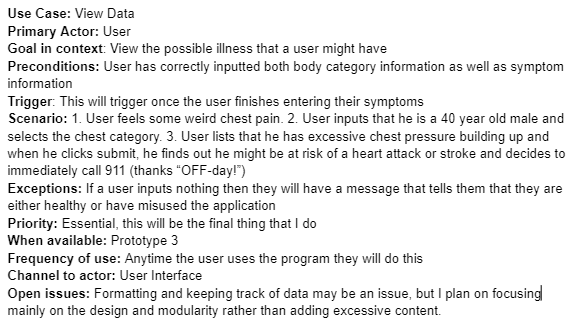 Use Case: View Data
Primary Actor: User
Goal in context: View the possible illness that a user might have
Preconditions: User has correctly inputted both body category information as well as symptom
information
Trigger: This will trigger once the user finishes entering their symptoms
Scenario: 1. User feels some weird chest pain. 2. User inputs that he is a 40 year old male and
selects the chest category. 3. User lists that he has excessive chest pressure building up and
when he clicks submit, he finds out he might be at risk of a heart attack or stroke and decides to
immediately call 911 (thanks “OFF-day!”)
Exceptions: If a user inputs nothing then they will have a message that tells them that they are
either healthy or have misused the application
Priority: Essential, this will be the final thing that I do
When available: Prototype 3
Frequency of use: Anytime the user uses the program they will do this
Channel to actor: User Interface
Open issues: Formatting and keeping track of data may be an issue, but I plan on focusing
mainly on the design and modularity rather than adding excessive content.